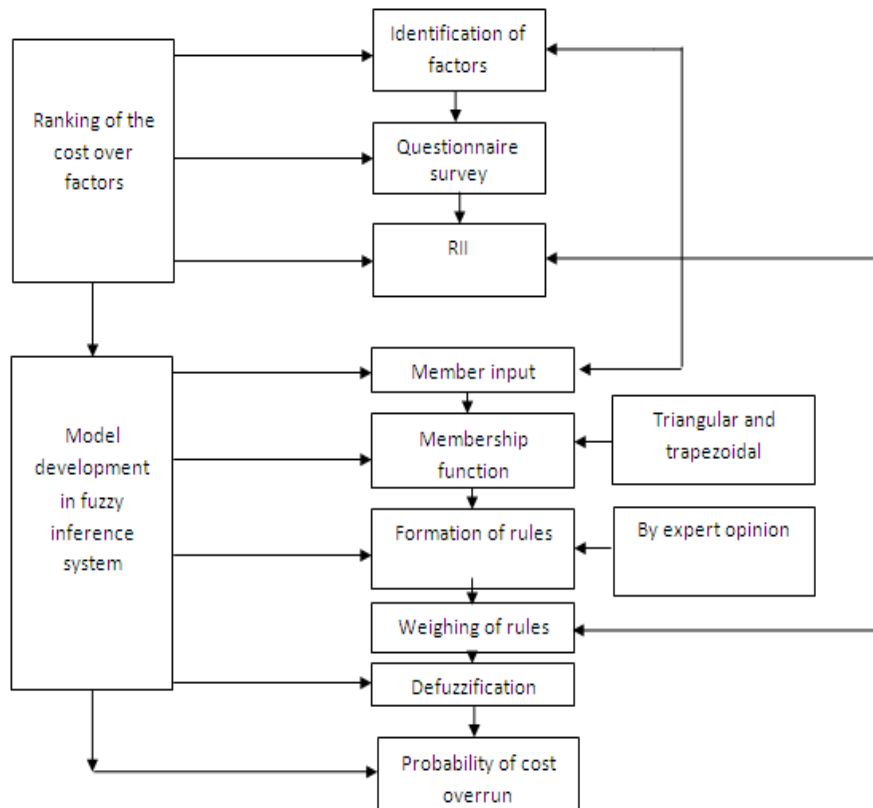 Identification of
factors
Ranking of the
cost over
factors
Questionnaire
survey
RII
Member input
Model
development
in fuzzy
inference
system
Membership
function
Triangular and
trapezoidal
Formation of rules
By expert opinion
Weighing of rules
Defuzzification
Probability of cost
overrun